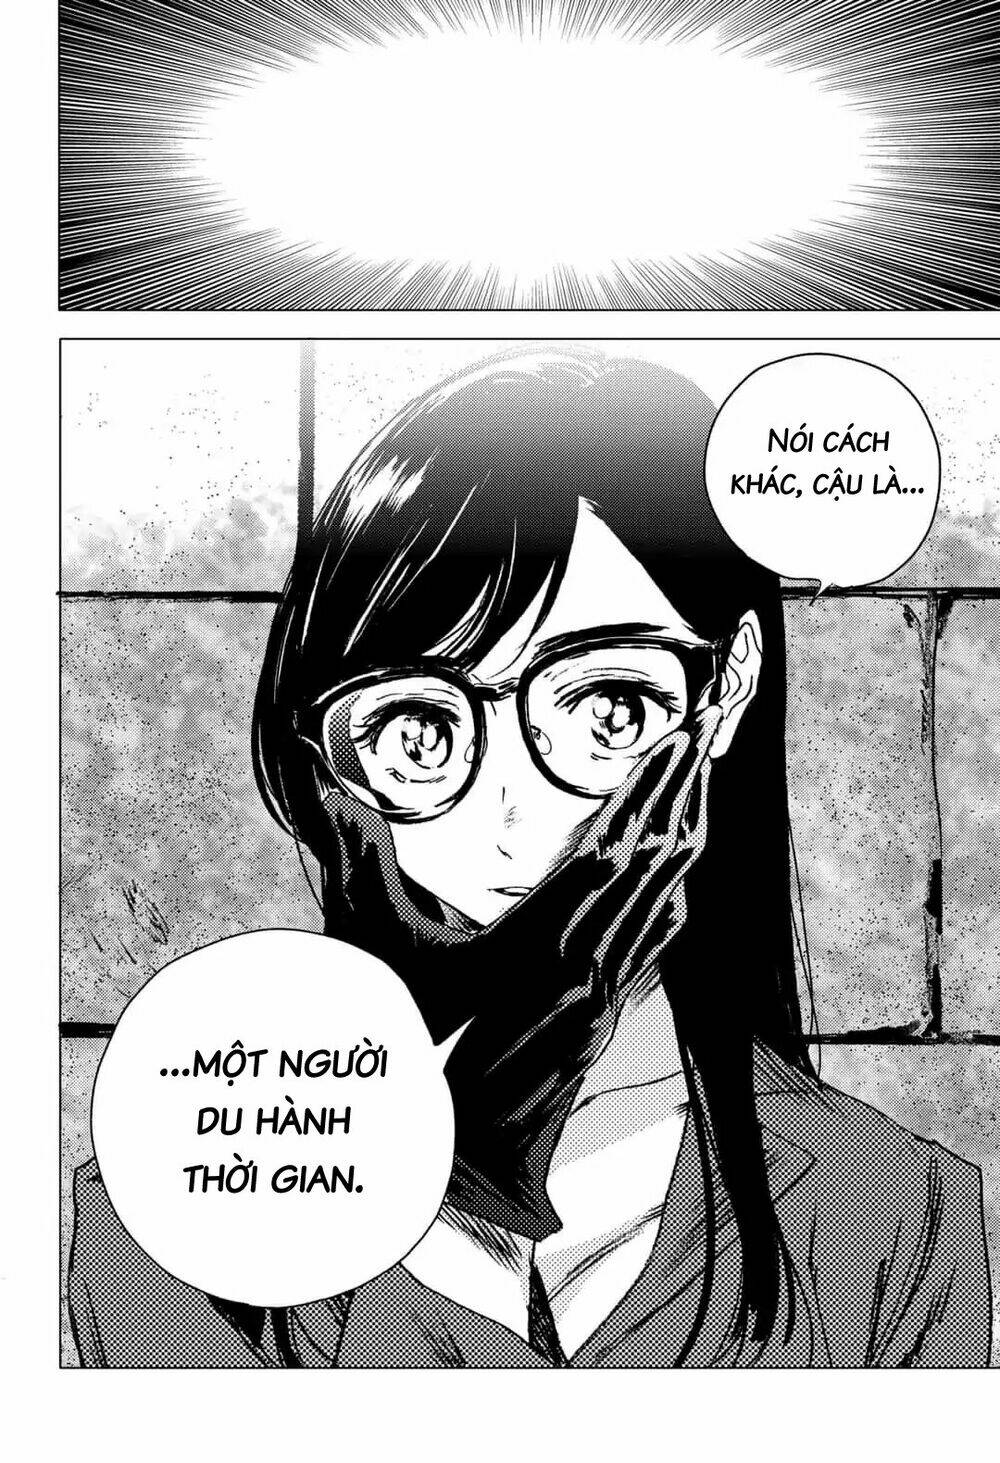 NÓI CÁCH
KHÁC, CẬU LÀ...
...MỘT NGƯỜI
DU HÀNH
THỜI GIAN.